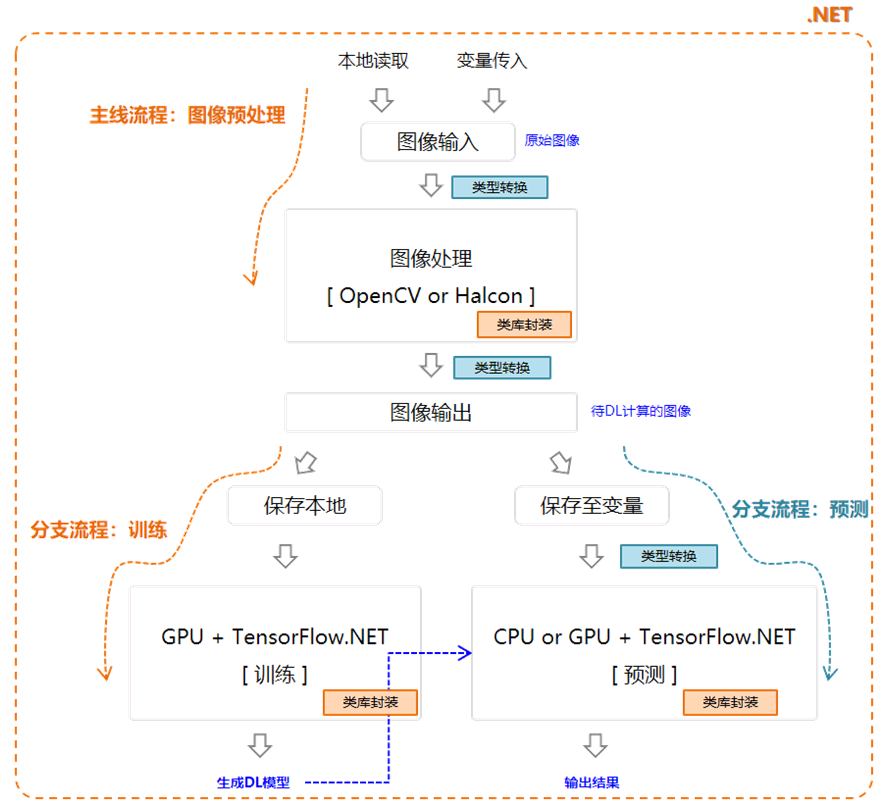 .NET
本地读取
变量传入
主线流程：图像预处理
图像输入
原始图像
类型转换
图像处理
[ OpenCV or Halcon ]
类库封装
类型转换
图像输出
待DL计算的图像
保存本地
保存至变量
分支流程：训练
分支流程：预测
类型转换
GPU + TensorFlow.NET
[ 训练 ]
类库封装
CPU or GPU + TensorFlow.NET
[ 预测 ]
类库封装
生成DL模型
输出结果